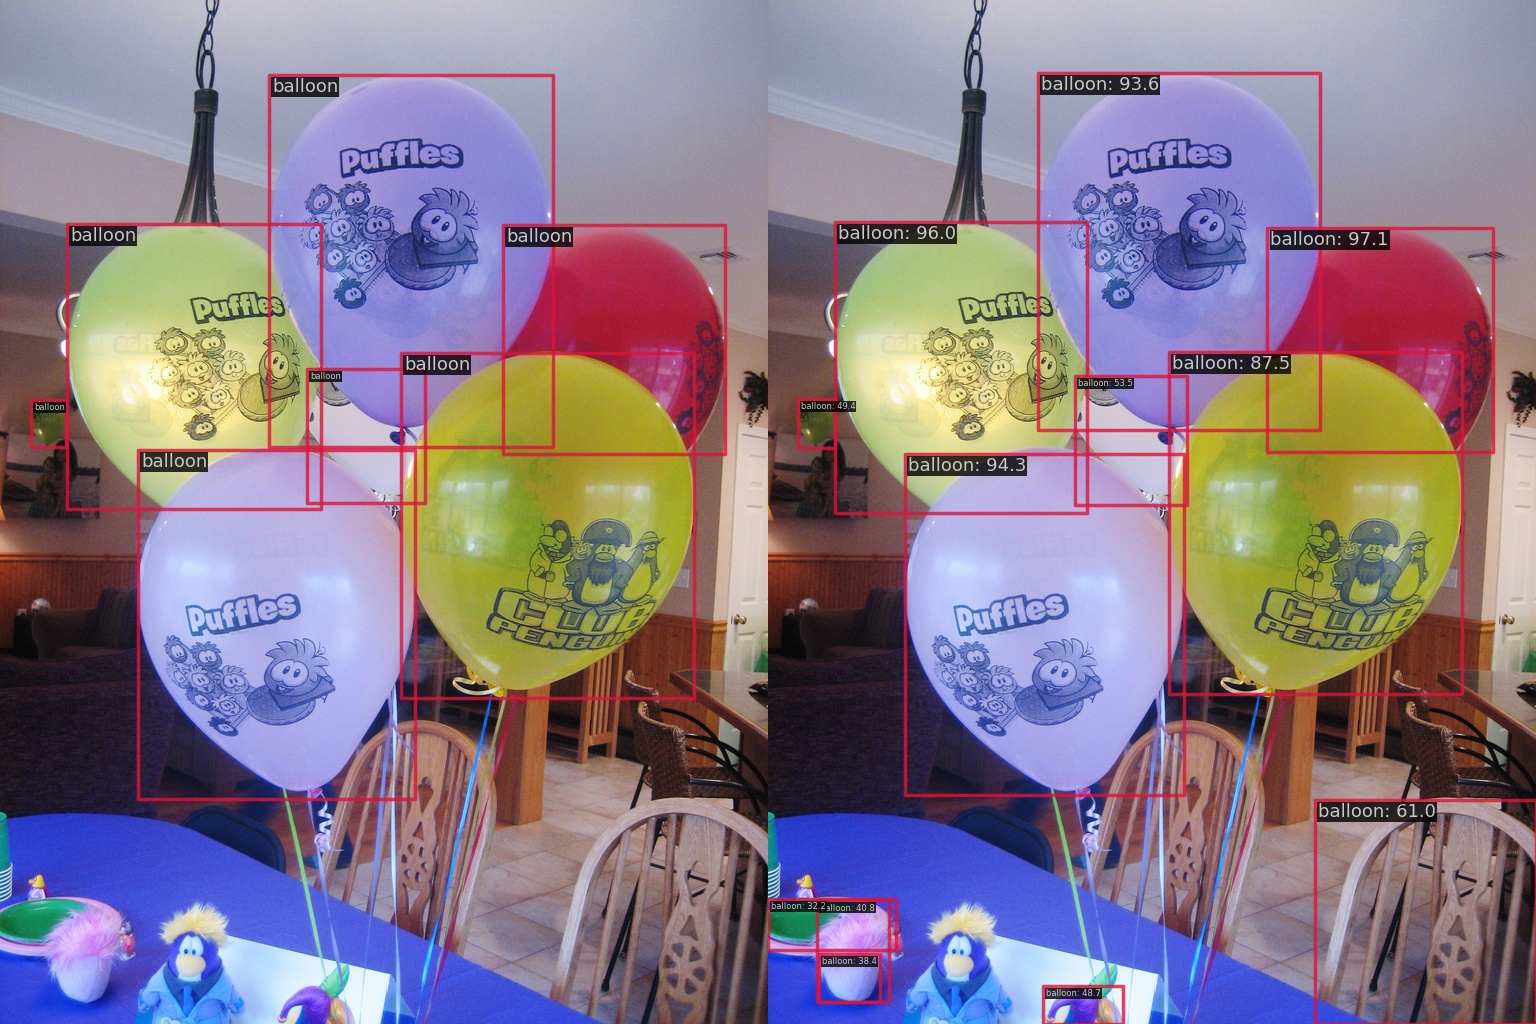 balloon
Puffles
balloon
balloon
Puffles
balloon
balloon
balloon
balloon
Puffles
CLUB
PENGUIN
balloon: 93.6
Puffles
balloon: 96.0
balloon: 97.1
Puffles
balloon: 87.5
balloon: 53.5
balloon: 49.4
balloon: 94.3
Puffles
CLUB
PENGUIN
balloon: 61.0
balloon: 32.2
alloon: 40.8
balloon: 38.4
balloon: 48.7